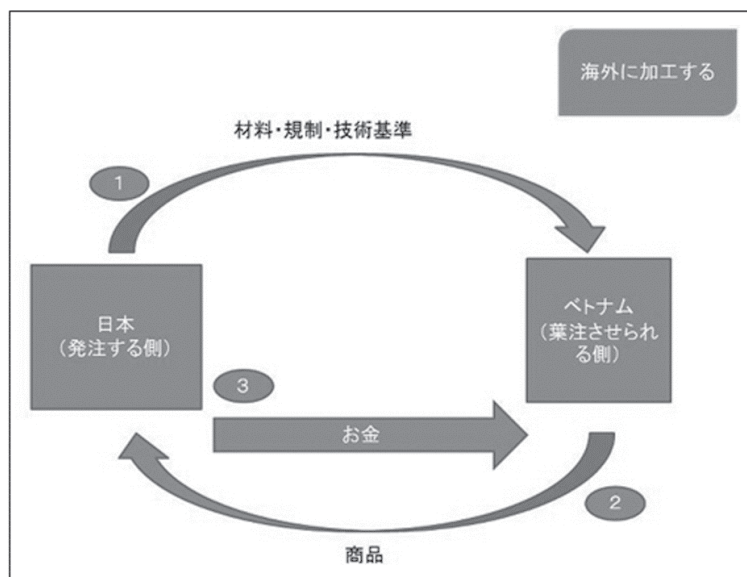 海外に加工する
材料・規制・技術基準
1
日本
（発注する側）
ベトナム
（葉注させられ
る側）
3
お金
2
商品